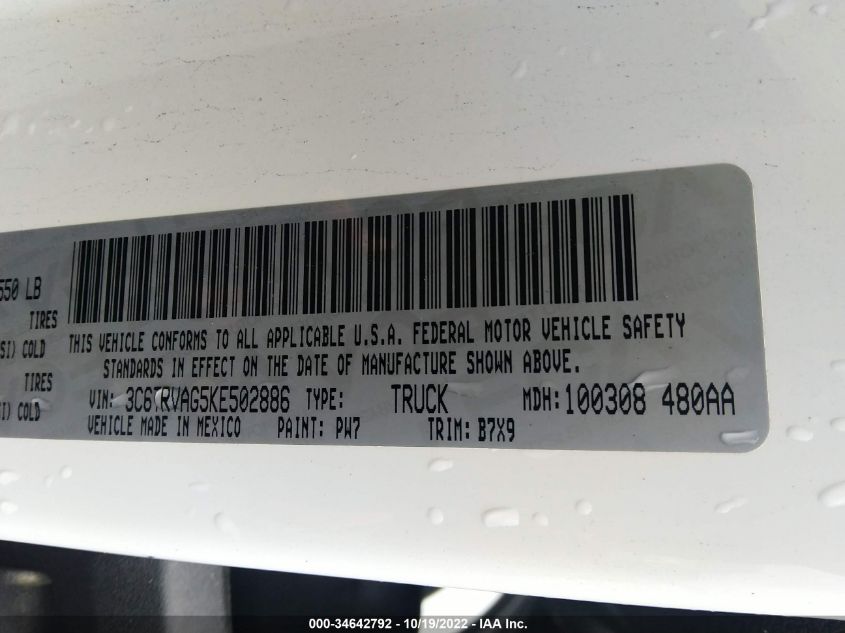 550 LB
TIRES
SI) COLD
TIRES
I) COLD
THIS VEHICLE CONFORMS TO ALL APPLICABLE U.S.A. FEDERAL MOTOR VEHICLE SAFETY
STANDARDS IN EFFECT ON THE DATE OF MANUFACTURE SHOWN ABOVE.
VIN: 3C6TRVAG5KE502886 TYPE: TRUCK MDH: 100308 480AA
VEHICLE MADE IN MEXICO PAINT: PW7 TRIM: B7X9
000-34642792 - 10/19/2022 - IAA Inc.